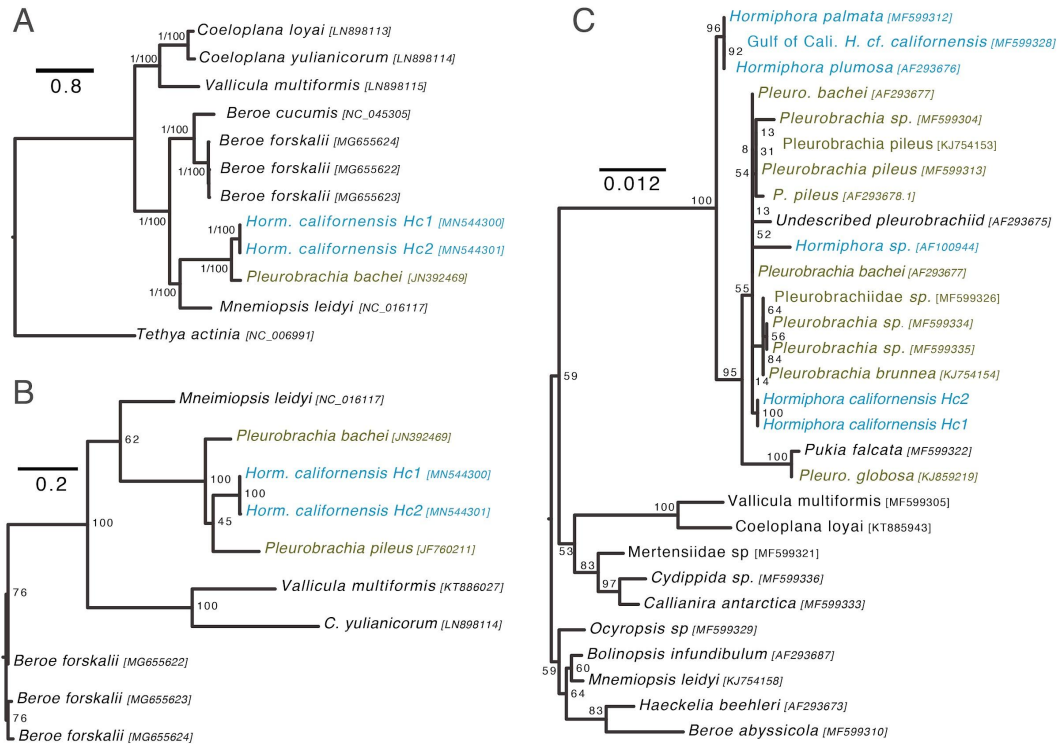 A
Coeloplana loyai [LN898113]
1/100
Coeloplana yulianicorum [LN898114]
1/100
0.8
Vallicula multiformis [LN898115]
Beroe cucumis [NC_045305]
1/100
Beroe forskalii [MG655624]
Beroe forskalii [MG655622]
1/100
Beroe forskalii [MG655623]
1/100
Horm. californensis Hc1 [MN544300]
1/100
Horm. californensis Hc2 [MN544301]
1/100
Pleurobrachia bachei [JN392469]
1/100
Mnemiopsis leidyi [NC_016117]
Tethya actinia [NC_006991]
B
Mneimiopsis leidyi [NC_016117]
62
Pleurobrachia bachei [JN392469]
0.2
100
Horm. californensis Hc1 [MN544300]
100
Horm. californensis Hc2 [MN544301]
45
100
Pleurobrachia pileus [JF760211]
Vallicula multiformis [KT886027]
76
100
C. yulianicorum [LN898114]
Beroe forskalii [MG655622]
Beroe forskalii [MG655623]
76
Beroe forskalii [MG655624]
C
Hormiphora palmata [MF599312]
96
Gulf of Cali. H. cf. californensis [MF599328]
92
Hormiphora plumosa [AF293676]
Pleuro. bachei [AF293677]
Pleurobrachia sp. [MF599304]
13
Pleurobrachia pileus [KJ754153]
8
31
Pleurobrachia pileus [MF599313]
54
0.012
P. pileus [AF293678.1]
100
13
Undescribed pleurobrachiid [AF293675]
52
Hormiphora sp. [AF100944]
Pleurobrachia bachei [AF293677]
55
Pleurobrachiidae sp. [MF599326]
64
Pleurobrachia sp. [MF599334]
56
Pleurobrachia sp. [MF599335]
84
Pleurobrachia brunnea [KJ754154]
95
14
59
Hormiphora californensis Hc2
100
Hormiphora californensis Hc1
Pukia falcata [MF599322]
100
Pleuro. globosa [KJ859219]
Vallicula multiformis [MF599305]
100
Coeloplana loyai [KT885943]
53
Mertensiidae sp [MF599321]
83
Cydippida sp. [MF599336]
97
Callianira antarctica [MF599333]
Ocyropsis sp [MF599329]
Bolinopsis infundibulum [AF293687]
59
60
Mnemiopsis leidyi [KJ754158]
64
Haeckelia beehleri [AF293673]
83
Beroe abyssicola [MF599310]